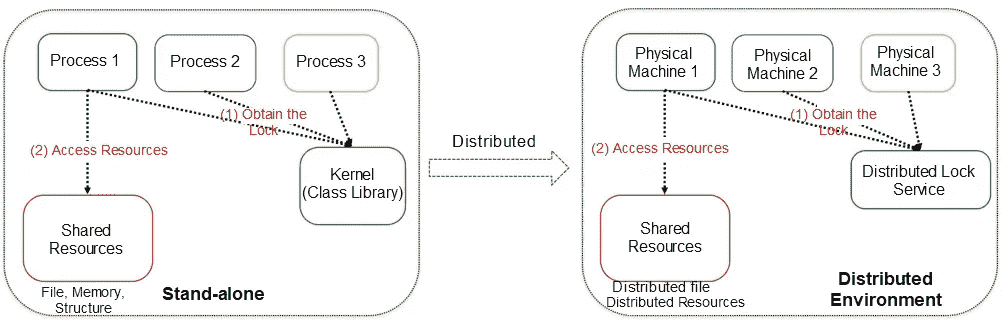 Process 1
Process 2
Process 3
(1) Obtain the
Lock
(2) Access Resources
Kernel
(Class Library)
Shared
Resources
File, Memory,
Structure
Stand-alone
Distributed
Physical
Machine 1
Physical
Machine 2
Physical
Machine 3
(1) Obtain the
Lock
(2) Access Resources
Distributed Lock
Service
Shared
Resources
Distributed file
Distributed Resources
Distributed
Environment